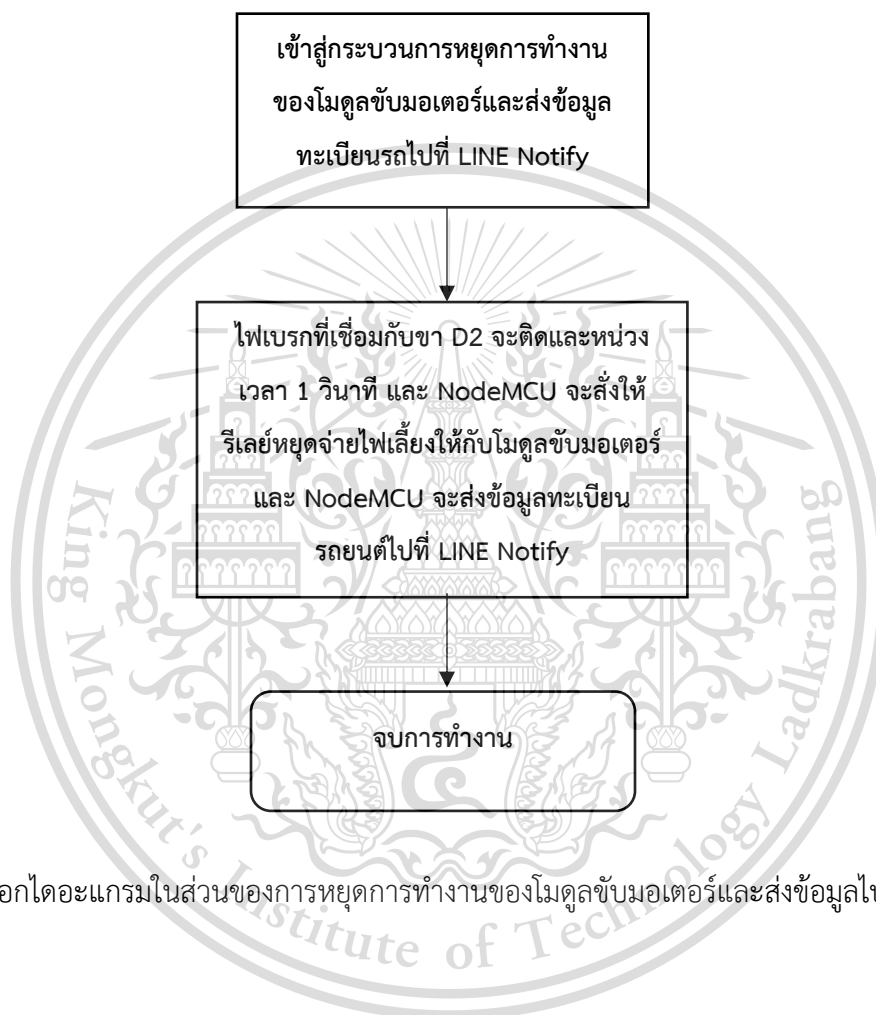 เข้าสู่กระบวนการหยุดการทำงาน
ของโมดูลขับมอเตอร์และส่งข้อมูล
ทะเบียนรถไปที่ LINE Notify
ไฟเบรกที่เชื่อมกับขา D2 จะติดและหน่วง
เวลา 1 วินาที และ NodeMCU จะสั่งให้
รีเลย์หยุดจ่ายไฟเลี้ยงให้กับโมดูลขับมอเตอร์
และ NodeMCU จะส่งข้อมูลทะเบียน
รถยนต์ไปที่ LINE Notify
จบการทำงาน
อกไดอะแกรมในส่วนของการหยุดการทำงานของโมดูลขับมอเตอร์และส่งข้อมูลไป
King Mongkut's Institute of Technology Ladkrabang